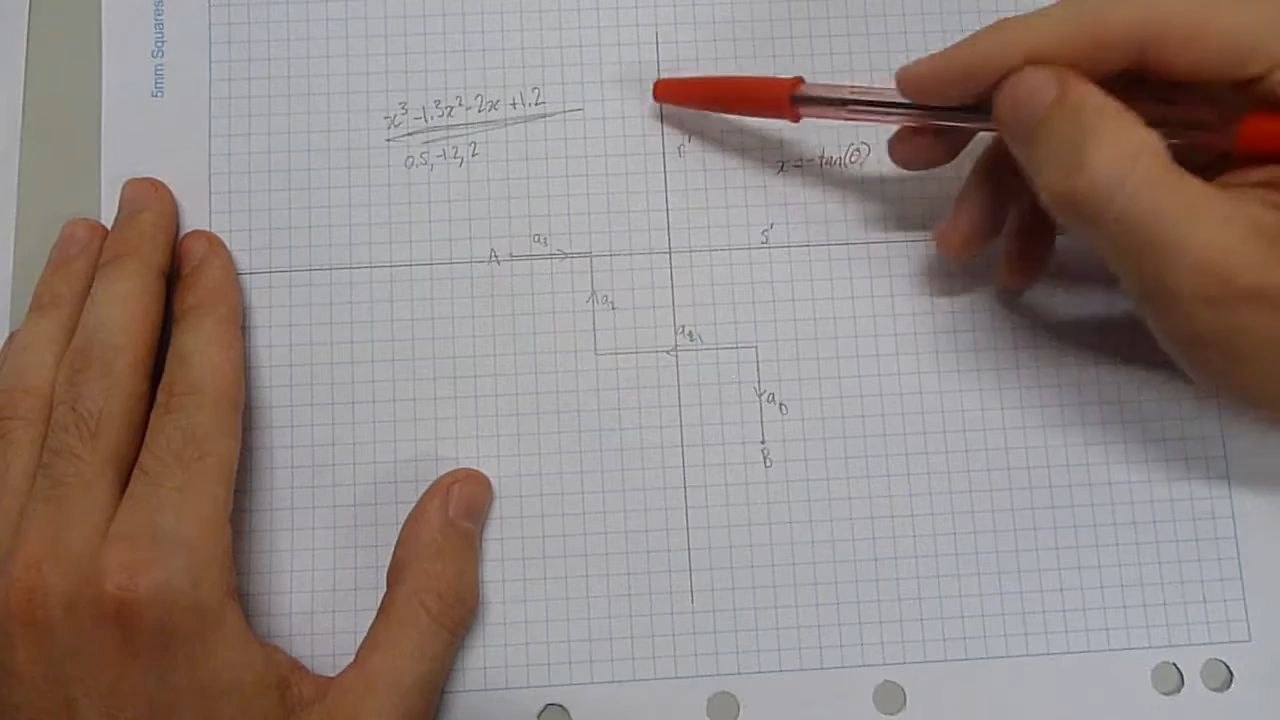 5mm Squares
x³-1.3x²-2x+1.2
0.5, -1.2, 2
r'
x=-tan(θ)
s'
A
a₃
a₂
a₁
a₀
B